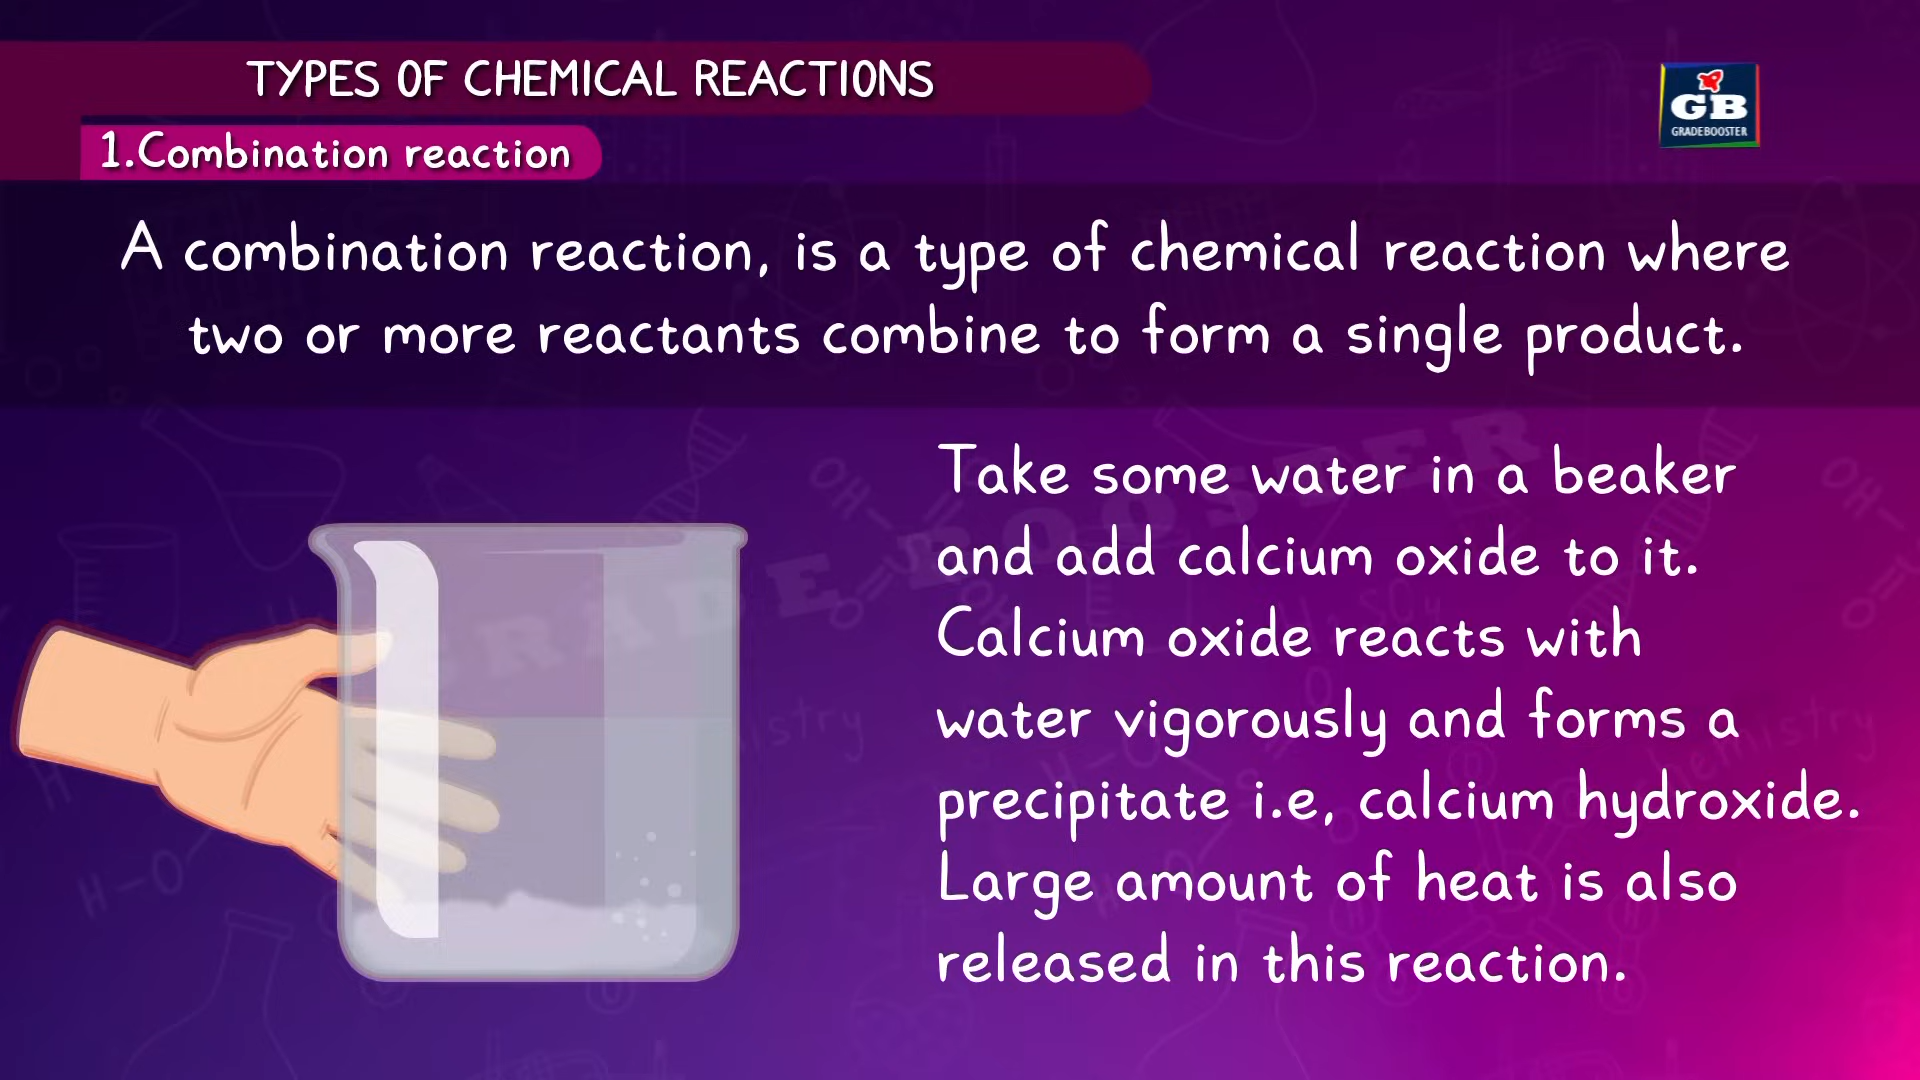 TYPES OF CHEMICAL REACTIONS
GB
GRADEBOOSTER
1.Combination reaction
A combination reaction, is a type of chemical reaction where
two or more reactants combine to form a single product.
Take some water in a beaker
and add calcium oxide to it.
Calcium oxide reacts with
water vigorously and forms a
precipitate i.e, calcium hydroxide.
Large amount of heat is also
released in this reaction.
GRADE BOOSTER